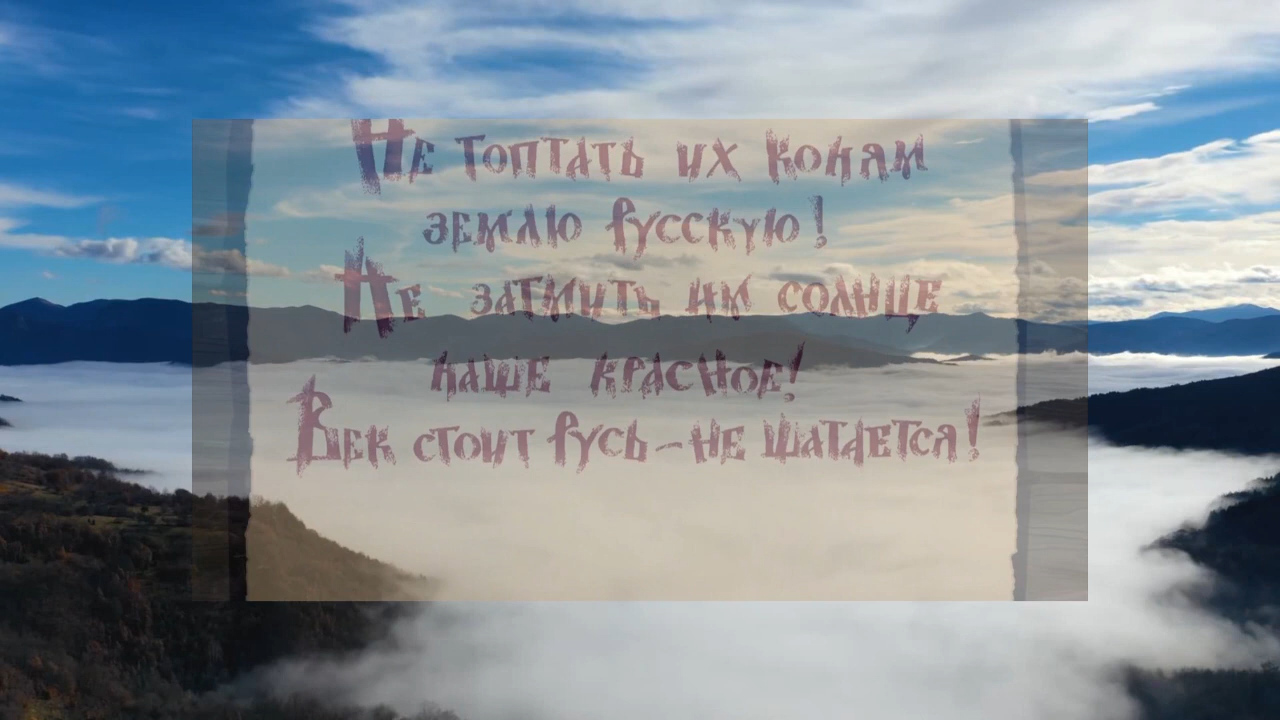 Не топтать их коням
землю русскую!
Не затмить им солнце
наше красное!
Век стоит Русь-не шатается!